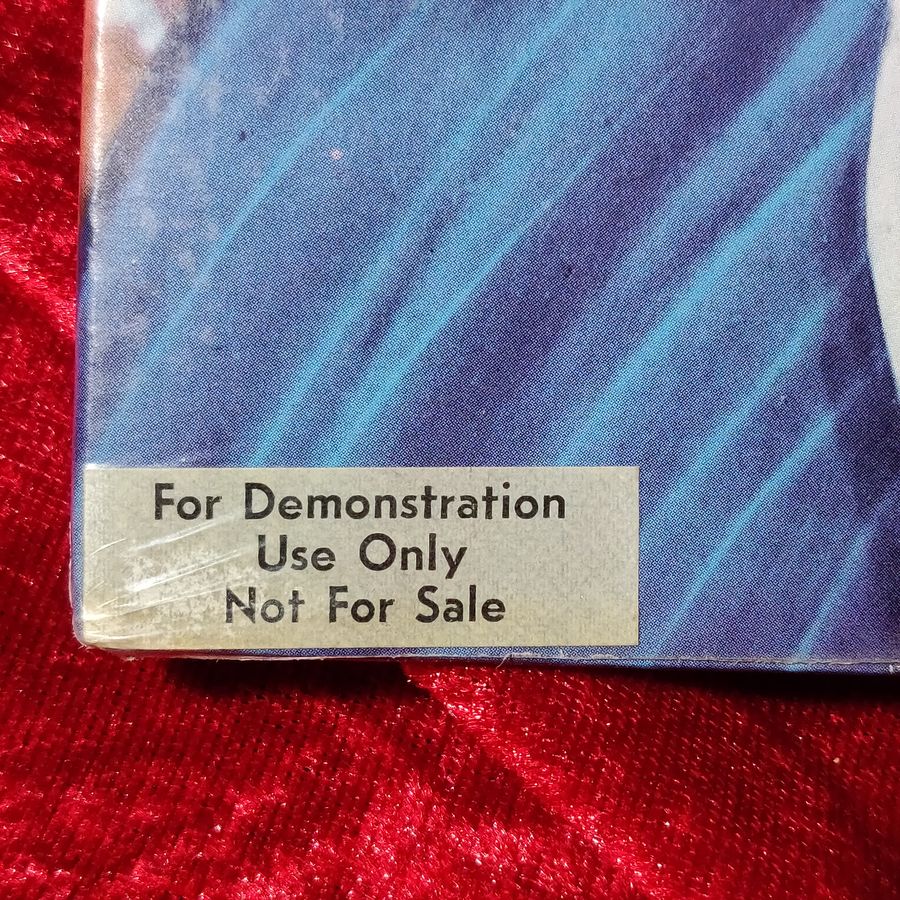 For Demonstration
Use Only
Not For Sale